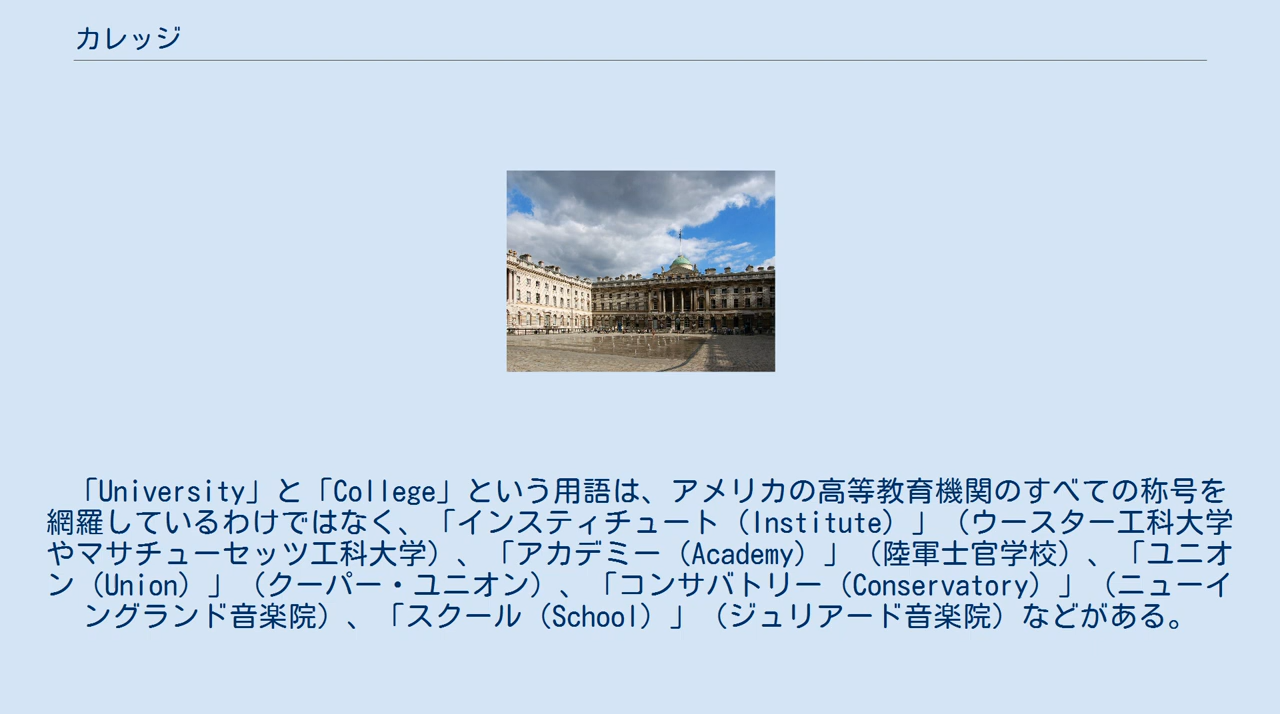 カレッジ
「University」と「College」という用語は、アメリカの高等教育機関のすべての称号を
網羅しているわけではなく、「インスティチュート（Institute）」（ウースター工科大学
やマサチューセッツ工科大学）、「アカデミー（Academy）」（陸軍士官学校）、「ユニオ
ン（Union）」（クーパー・ユニオン）、「コンサバトリー（Conservatory）」（ニューイ
ングランド音楽院）、「スクール（School）」（ジュリアード音楽院）などがある。